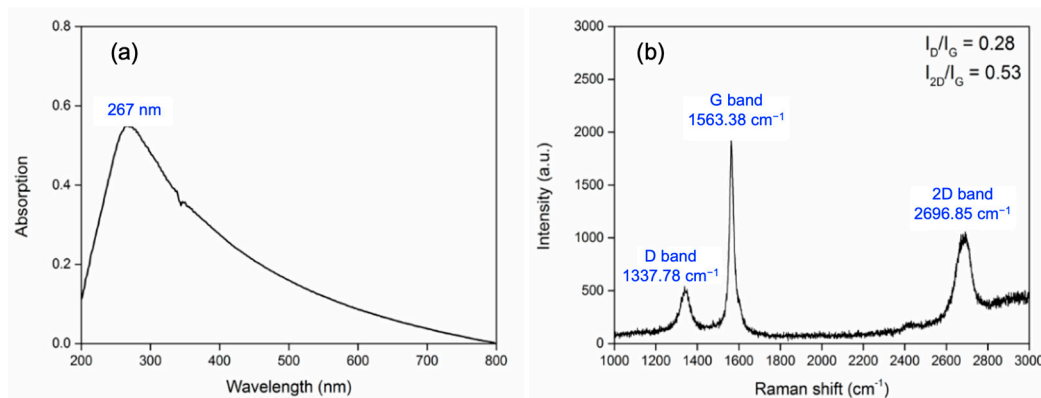 (a)
267 nm
0.8
0.6
0.4
0.2
0.0
Absorption
200 300 400 500 600 700 800
Wavelength (nm)
(b)
I_D/I_G = 0.28
I_2D/I_G = 0.53
G band
1563.38 cm⁻¹
2D band
2696.85 cm⁻¹
D band
1337.78 cm⁻¹
3000
2500
2000
1500
1000
500
0
Intensity (a.u.)
1000 1200 1400 1600 1800 2000 2200 2400 2600 2800 3000
Raman shift (cm⁻¹)